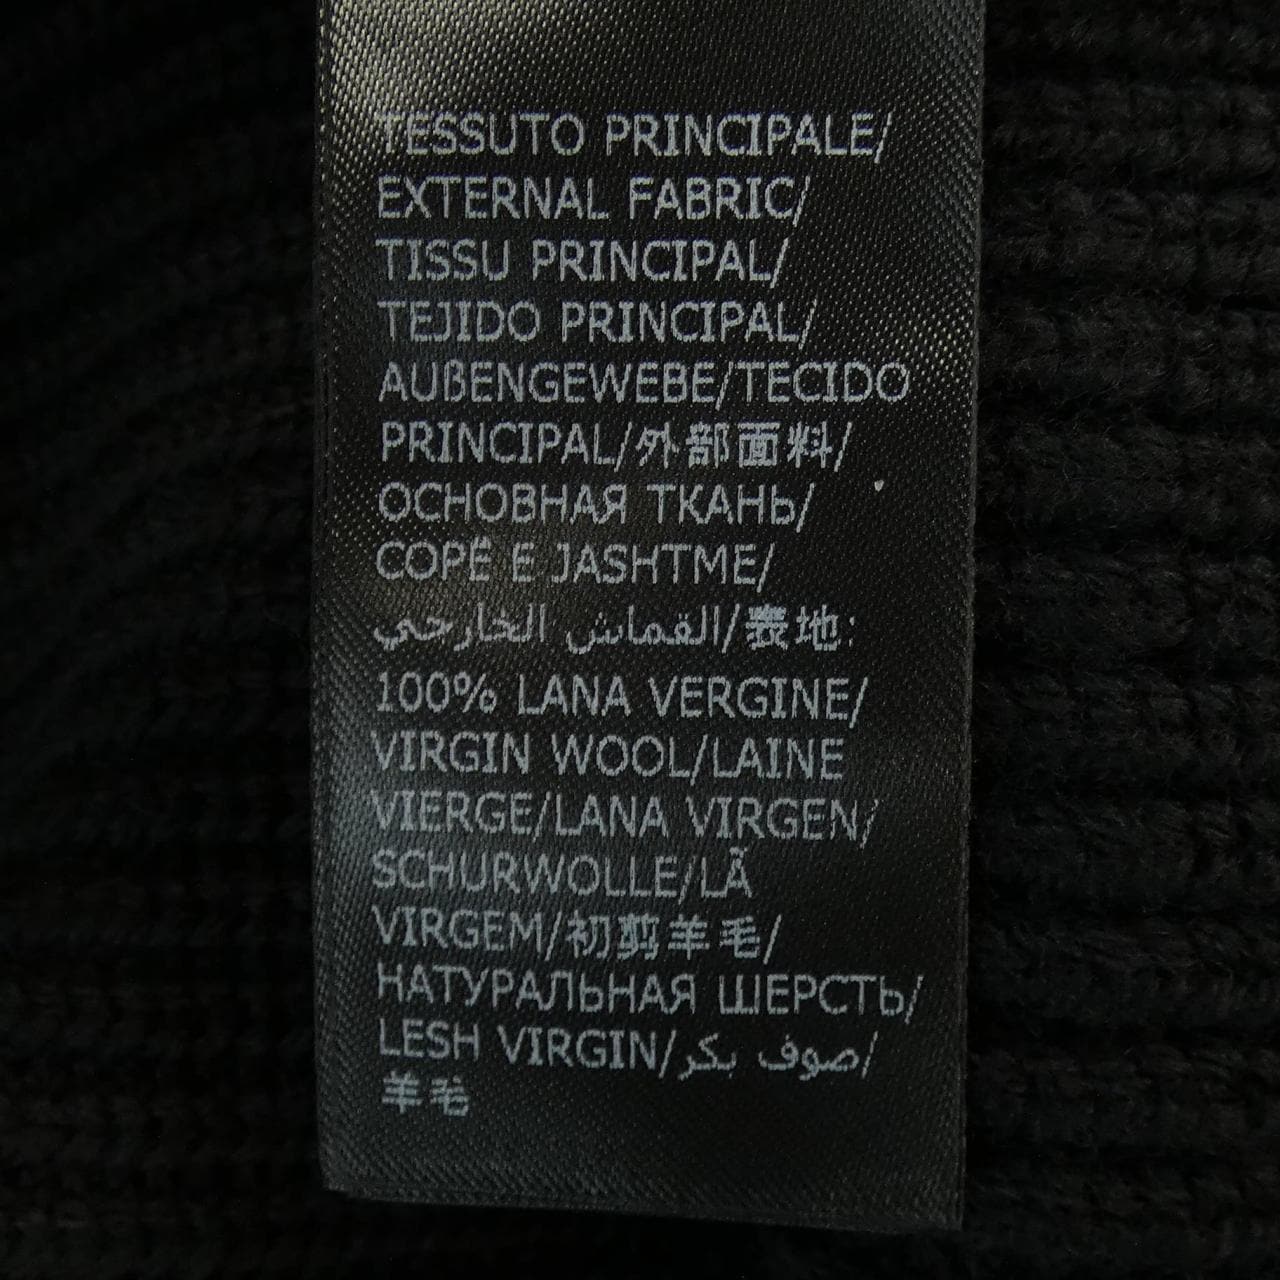 TESSUTO PRINCIPALE/
EXTERNAL FABRIC/
TISSU PRINCIPAL/
TEJIDO PRINCIPAL/
AUßENGEWEBE/TECIDO
PRINCIPAL/外部面料/
ОСНОВНАЯ ТКАНЬ/
COPË E JASHTME/
القماش الخارجي/表地:
100% LANA VERGINE/
VIRGIN WOOL/LAINE
VIERGE/LANA VIRGEN/
SCHURWOLLE/LÃ
VIRGEM/初剪羊毛/
НАТУРАЛЬНАЯ ШЕРСТЬ/
LESH VIRGIN/صوف بكر/
羊毛